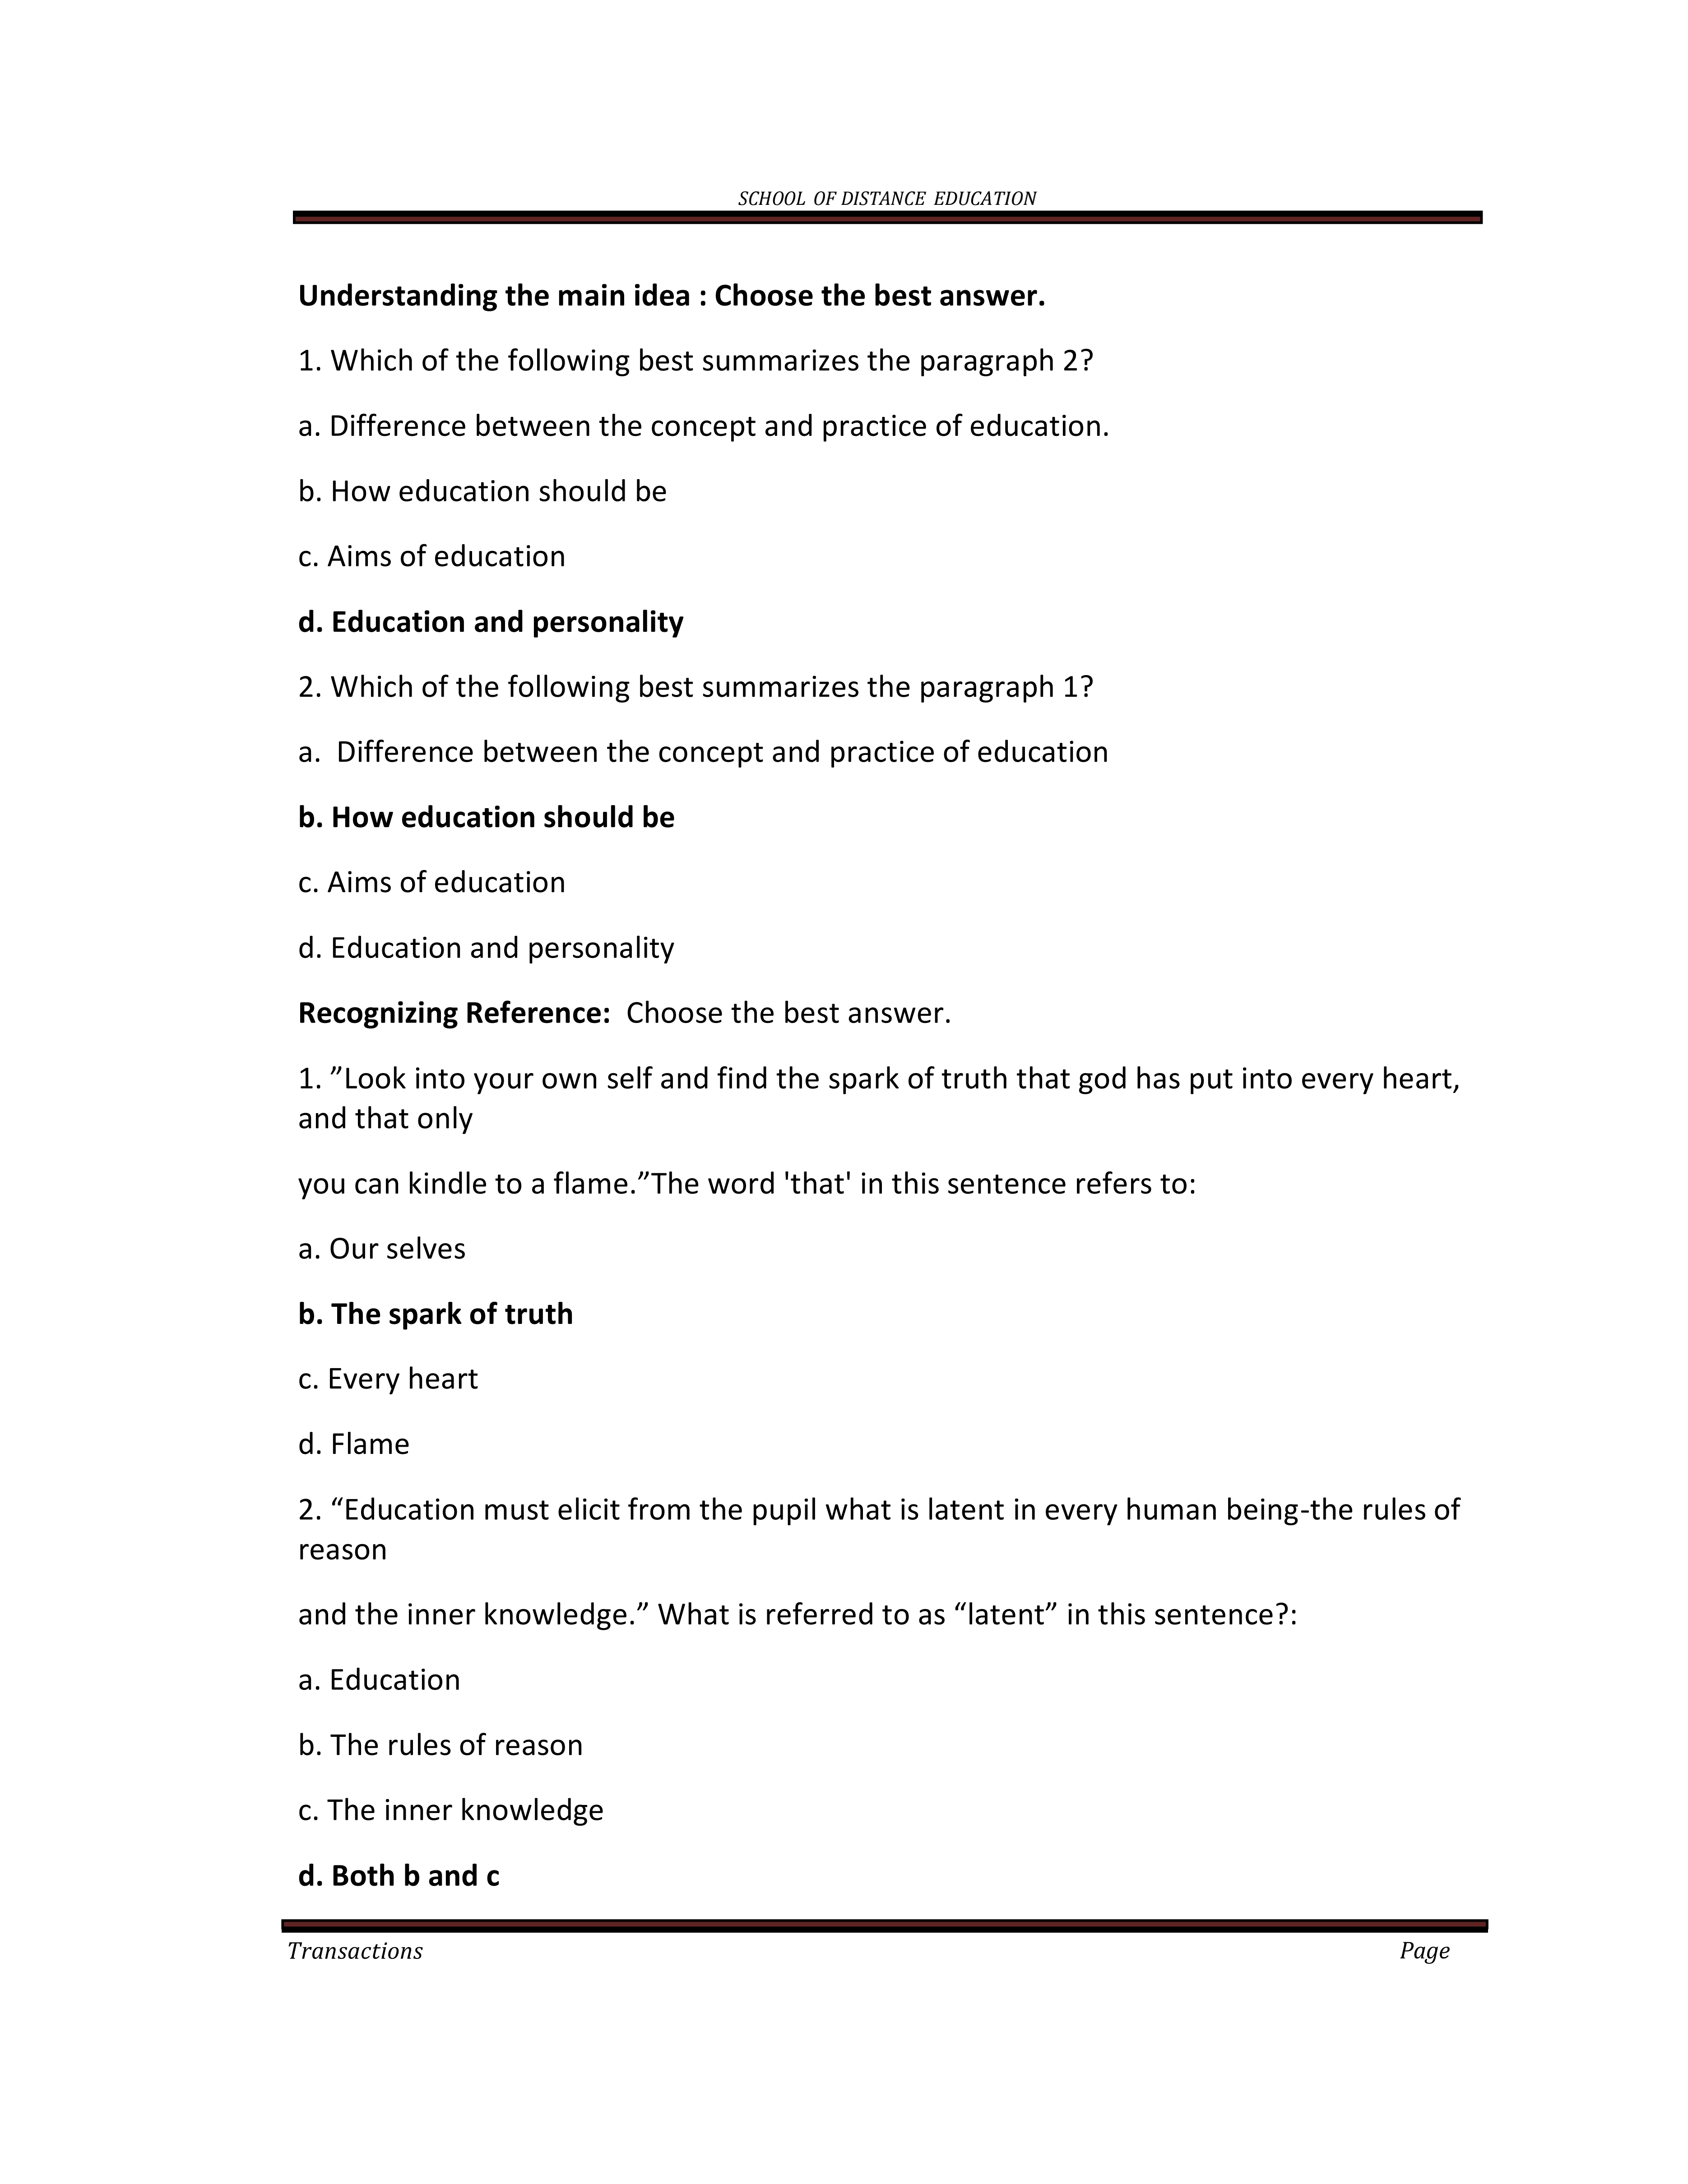 SCHOOL OF DISTANCE EDUCATION
Understanding the main idea : Choose the best answer.
1. Which of the following best summarizes the paragraph 2?
a. Difference between the concept and practice of education.
b. How education should be
c. Aims of education
d. Education and personality
2. Which of the following best summarizes the paragraph 1?
a. Difference between the concept and practice of education
b. How education should be
c. Aims of education
d. Education and personality
Recognizing Reference: Choose the best answer.
1. ”Look into your own self and find the spark of truth that god has put into every heart,
and that only
you can kindle to a flame.”The word 'that' in this sentence refers to:
a. Our selves
b. The spark of truth
c. Every heart
d. Flame
2. “Education must elicit from the pupil what is latent in every human being-the rules of
reason
and the inner knowledge.” What is referred to as “latent” in this sentence?:
a. Education
b. The rules of reason
c. The inner knowledge
d. Both b and c
Transactions Page